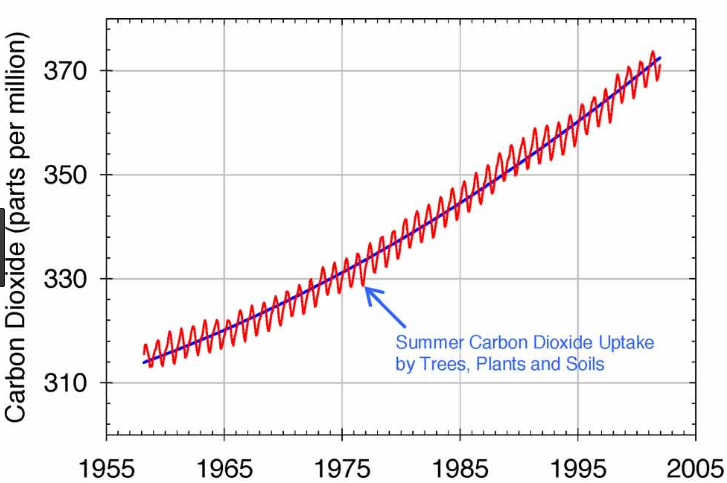 Carbon Dioxide (parts per million)
370
350
330
310
Summer Carbon Dioxide Uptake
by Trees, Plants and Soils
1955 1965 1975 1985 1995 2005